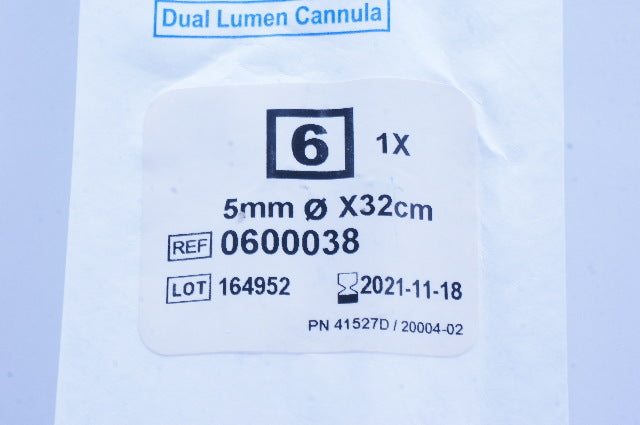 Dual Lumen Cannula
6 1X
5mm Ø X32cm
REF 0600038
LOT 164952 2021-11-18
PN 41527D / 20004-02